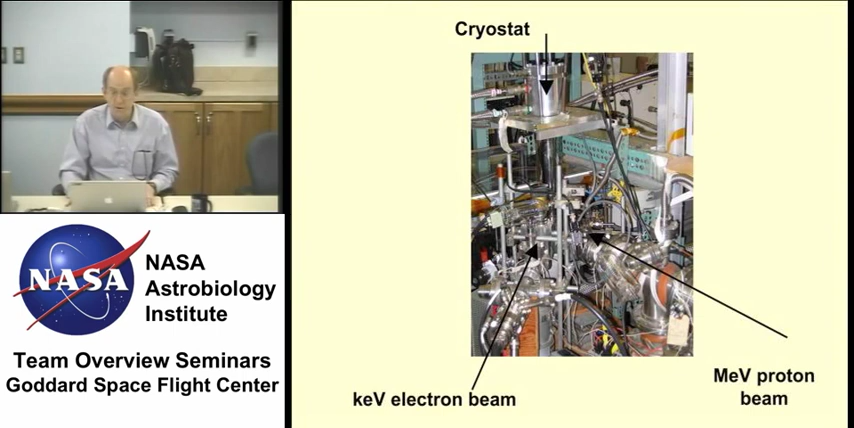 Cryostat
keV electron beam
MeV proton
beam
NASA
NASA
Astrobiology
Institute
Team Overview Seminars
Goddard Space Flight Center